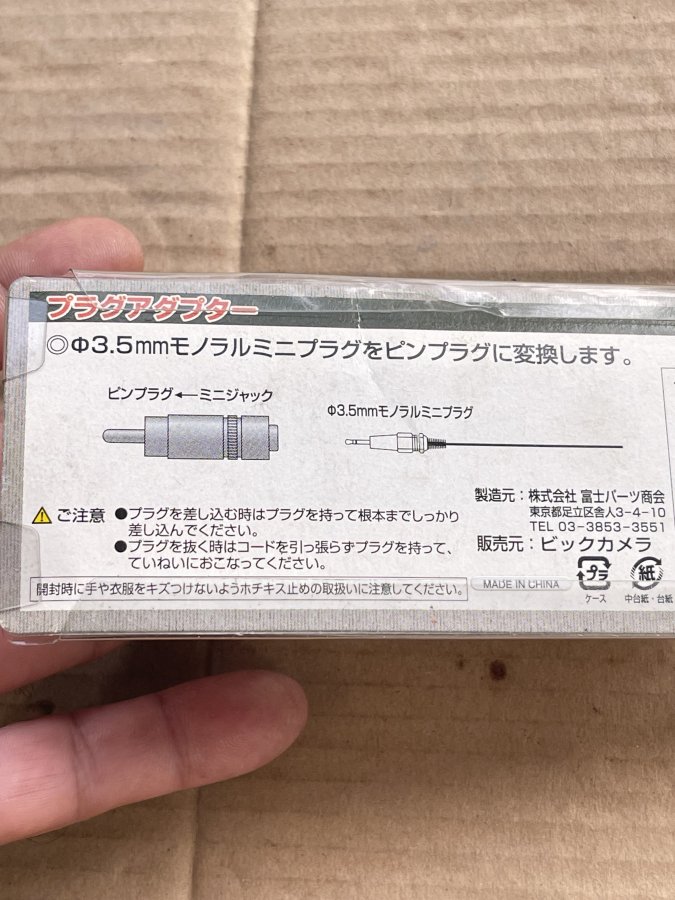 プラグアダプター
◎Φ3.5mmモノラルミニプラグをピンプラグに変換します。
ピンプラグ←ミニジャック
Φ3.5mmモノラルミニプラグ
ご注意
●プラグを差し込む時はプラグを持って根本までしっかり
差し込んでください。
●プラグを抜く時はコードを引っ張らずプラグを持って、
ていねいにおこなってください。
開封時に手や衣服をキズつけないようホチキス止めの取扱いに注意してください。
製造元：株式会社 富士パーツ商会
東京都足立区舎人3-4-10
TEL 03-3853-3551
販売元：ビックカメラ
MADE IN CHINA
プラ
ケース
紙
中台紙・台紙